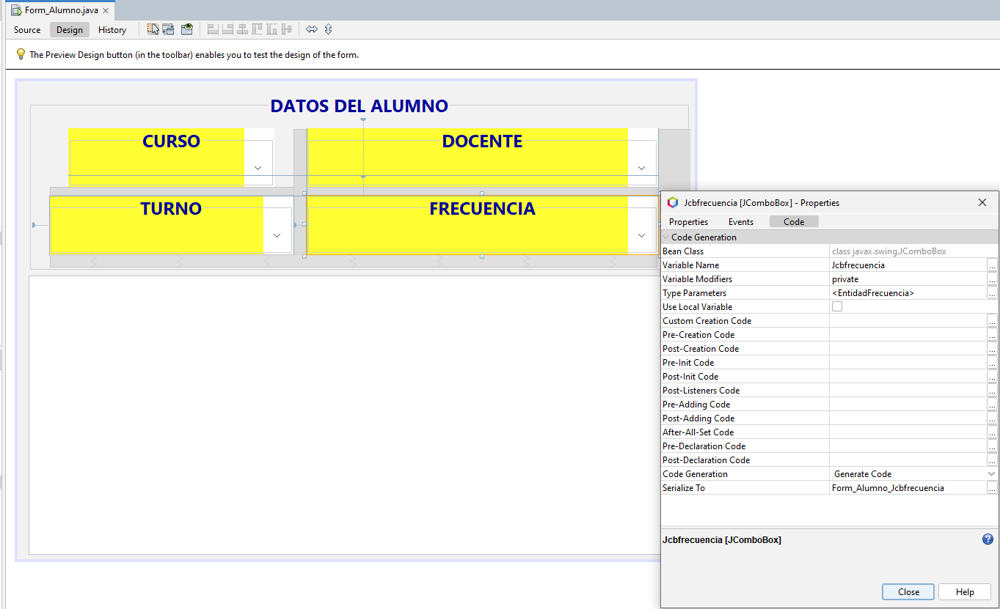 Form_Alumno.java
Source Design History
The Preview Design button (in the toolbar) enables you to test the design of the form.
DATOS DEL ALUMNO
CURSO DOCENTE
TURNO FRECUENCIA
Jcbfrecuencia [JComboBox] - Properties
Properties Events Code
Code Generation
Bean Class class javax.swing.JComboBox
Variable Name Jcbfrecuencia ...
Variable Modifiers private ...
Type Parameters <EntidadFrecuencia> ...
Use Local Variable
Custom Creation Code ...
Pre-Creation Code ...
Post-Creation Code ...
Pre-Init Code ...
Post-Init Code ...
Post-Listeners Code ...
Pre-Adding Code ...
Post-Adding Code ...
After-All-Set Code ...
Pre-Declaration Code ...
Post-Declaration Code ...
Code Generation Generate Code
Serialize To Form_Alumno_Jcbfrecuencia ...
Jcbfrecuencia [JComboBox] ?
Close Help